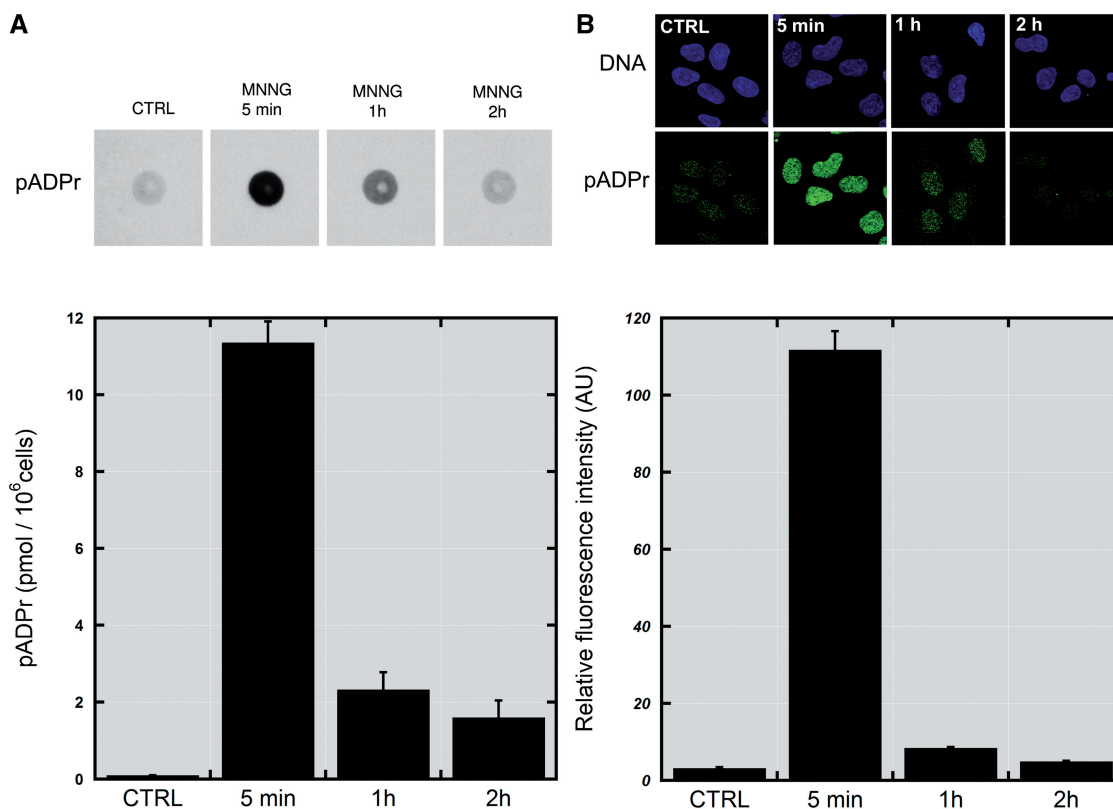 A
CTRL
MNNG
5 min
MNNG
1h
MNNG
2h
pADPr
12
10
8
6
4
2
0
pADPr (pmol / 10⁶cells)
CTRL
5 min
1h
2h
B
CTRL
5 min
1 h
2 h
DNA
pADPr
120
100
80
60
40
20
0
Relative fluorescence intensity (AU)
CTRL
5 min
1h
2h